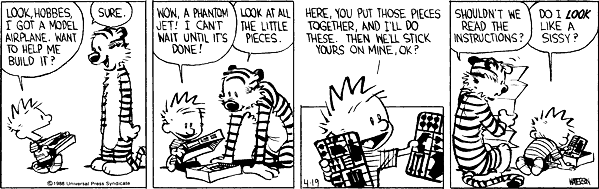 LOOK, HOBBES,
I GOT A MODEL
AIRPLANE. WANT
TO HELP ME
BUILD IT?
SURE.
© 1988 Universal Press Syndicate
WOW, A PHANTOM
JET! I CAN'T
WAIT UNTIL IT'S
DONE!
LOOK AT ALL
THE LITTLE
PIECES.
HERE, YOU PUT THOSE PIECES
TOGETHER, AND I'LL DO
THESE. THEN WE'LL STICK
YOURS ON MINE, OK?
4-19
SHOULDN'T WE
READ THE
INSTRUCTIONS?
DO I LOOK
LIKE A
SISSY?
WATTERSON